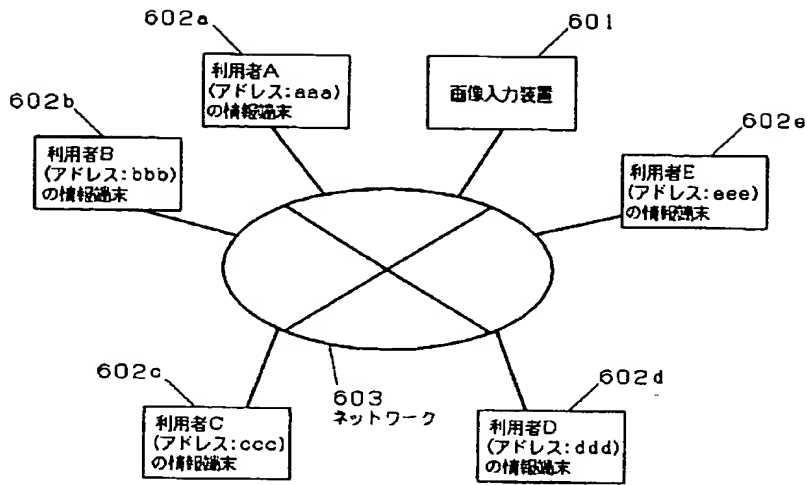 602a
601
利用者A
(アドレス:aaa)
の情報端末
画像入力装置
602b
602e
利用者B
(アドレス:bbb)
の情報端末
利用者E
(アドレス:eee)
の情報端末
602c
602d
603
ネットワーク
利用者C
(アドレス:ccc)
の情報端末
利用者D
(アドレス:ddd)
の情報端末